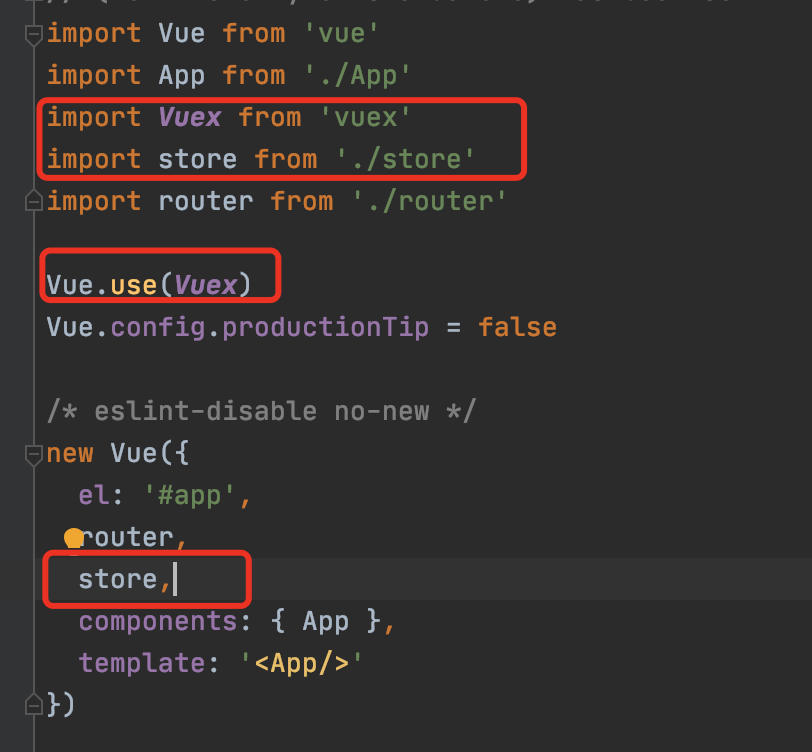 import Vue from 'vue'
import App from './App'
import Vuex from 'vuex'
import store from './store'
import router from './router'
Vue.use(Vuex)
Vue.config.productionTip = false
/* eslint-disable no-new */
new Vue({
el: '#app',
router,
store,
components: { App },
template: '<App/>'
})